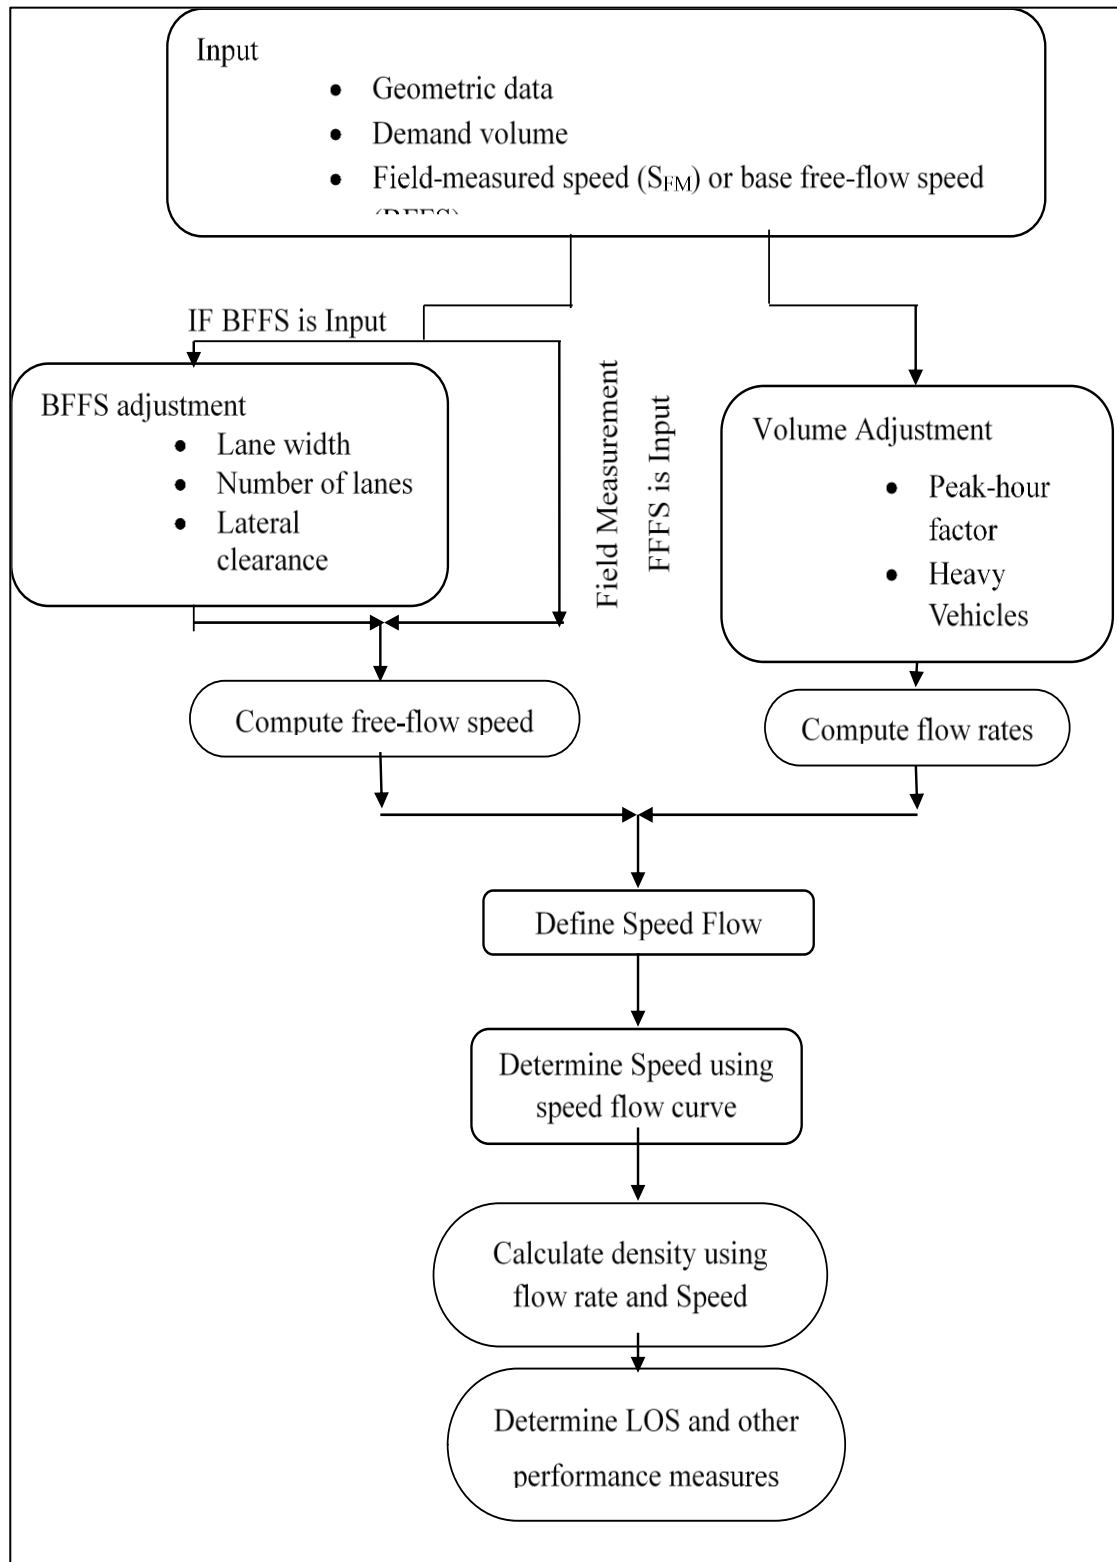 Input
• Geometric data
• Demand volume
• Field-measured speed (SFM) or base free-flow speed
(BFFS)
IF BFFS is Input
BFFS adjustment
• Lane width
• Number of lanes
• Lateral
clearance
Field Measurement
FFFS is Input
Volume Adjustment
• Peak-hour
factor
• Heavy
Vehicles
Compute free-flow speed
Compute flow rates
Define Speed Flow
Determine Speed using
speed flow curve
Calculate density using
flow rate and Speed
Determine LOS and other
performance measures